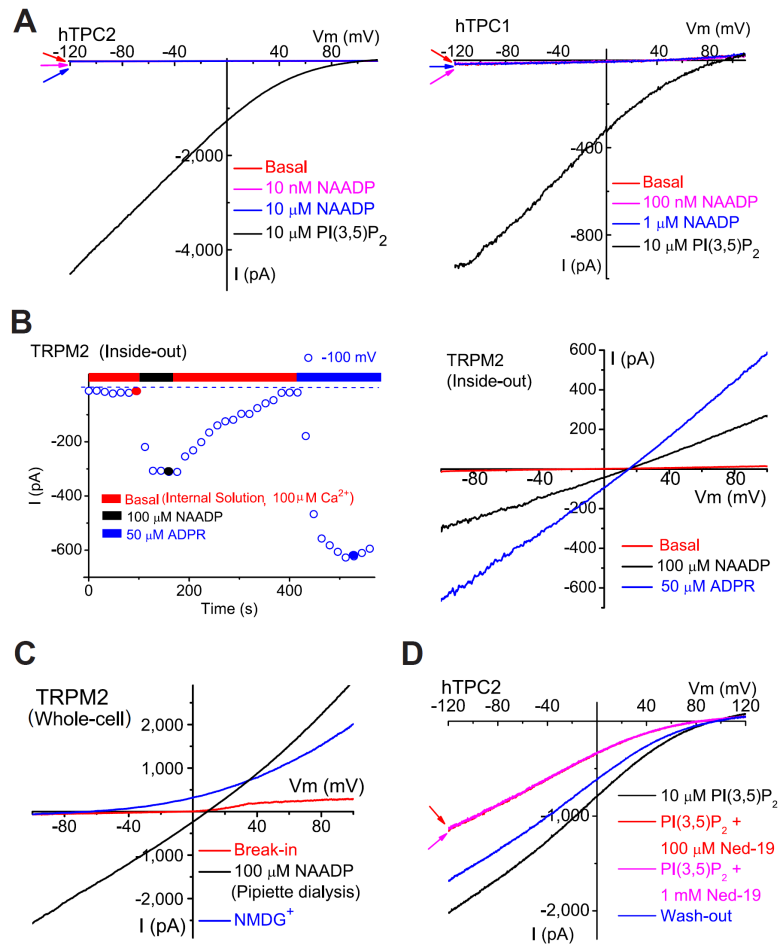 A
hTPC2
Vm (mV)
-120 -80 -40 0 40 80
-2,000
-4,000
I (pA)
Basal
10 nM NAADP
10 μM NAADP
10 μM PI(3,5)P2
hTPC1
Vm (mV)
-120 -80 -40 0 40 80
-400
-800
I (pA)
Basal
100 nM NAADP
1 μM NAADP
10 μM PI(3,5)P2
B
TRPM2 (Inside-out)
-100 mV
-200
-400
-600
I (pA)
Basal (Internal Solution, 100μM Ca2+)
100 μM NAADP
50 μM ADPR
0 200 400
Time (s)
TRPM2
(Inside-out)
I (pA)
600
400
200
0
-200
-400
-600
-80 -40 40 80
Vm (mV)
Basal
100 μM NAADP
50 μM ADPR
C
TRPM2
(Whole-cell)
2,000
1,000
-1,000
-2,000
Vm (mV)
-80 -40 0 40 80
I (pA)
Break-in
100 μM NAADP
(Pipiette dialysis)
NMDG+
D
hTPC2
Vm (mV)
-120 -80 -40 0 40 80 120
-1,000
-2,000
I (pA)
10 μM PI(3,5)P2
PI(3,5)P2 +
100 μM Ned-19
PI(3,5)P2 +
1 mM Ned-19
Wash-out